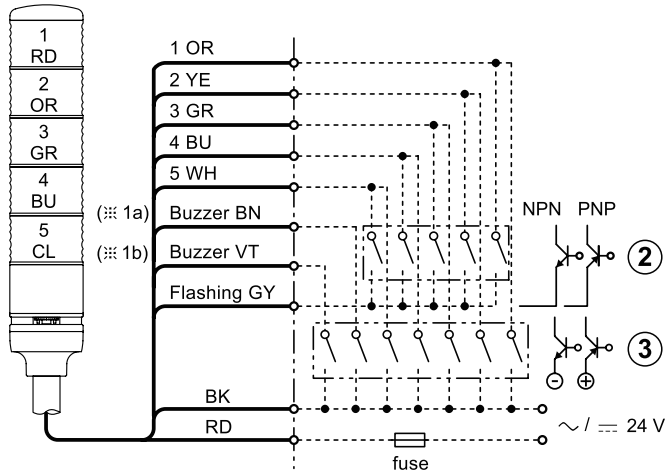 1
RD
2
OR
3
GR
4
BU
5
CL
1 OR
2 YE
3 GR
4 BU
5 WH
(※ 1a) Buzzer BN
(※ 1b) Buzzer VT
Flashing GY
BK
RD
fuse
NPN PNP
2
3
− +
~ / ⎓ 24 V